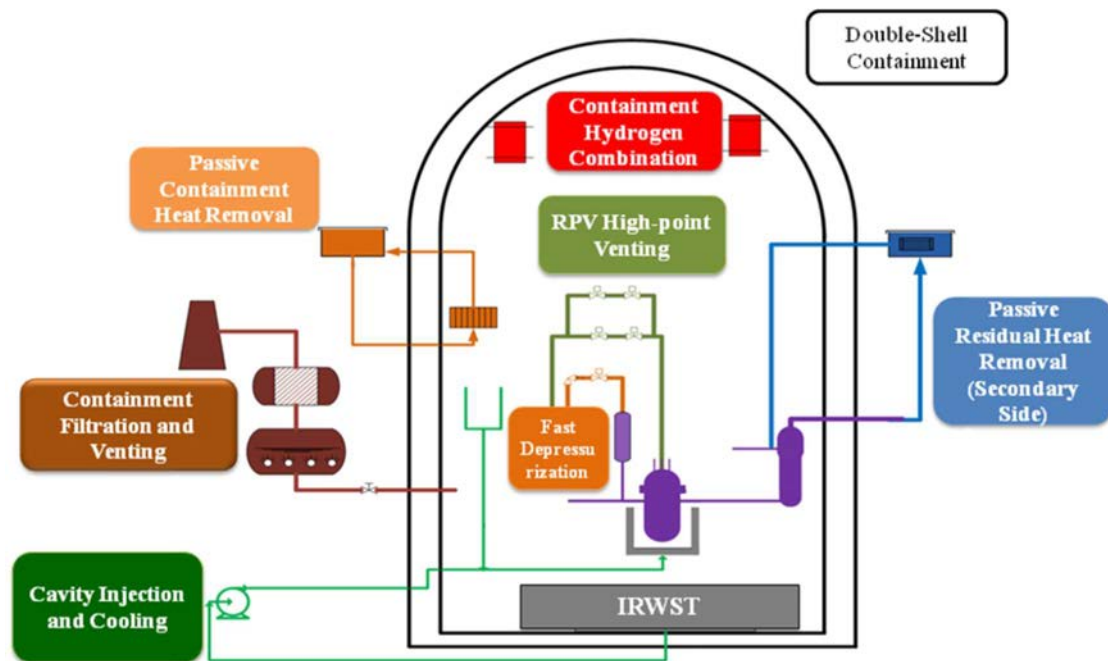 Double-Shell
Containment
Containment
Hydrogen
Combination
Passive
Containment
Heat Removal
RPV High-point
Venting
Passive
Residual Heat
Removal
(Secondary
Side)
Containment
Filtration and
Venting
Fast
Depressu
rization
Cavity Injection
and Cooling
IRWST